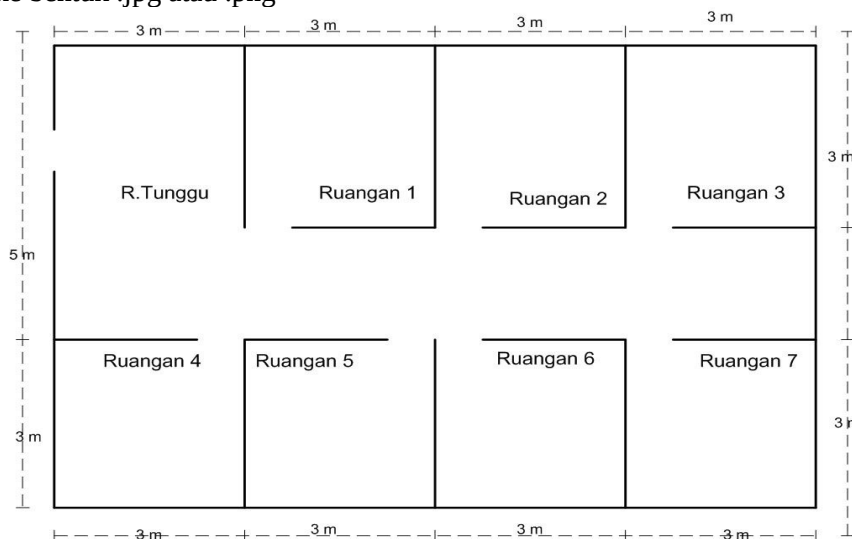 3 m 3 m 3 m 3 m
3 m
R.Tunggu Ruangan 1 Ruangan 2 Ruangan 3
5 m
Ruangan 4 Ruangan 5 Ruangan 6 Ruangan 7
3 m 3 m
3 m 3 m 3 m 3 m